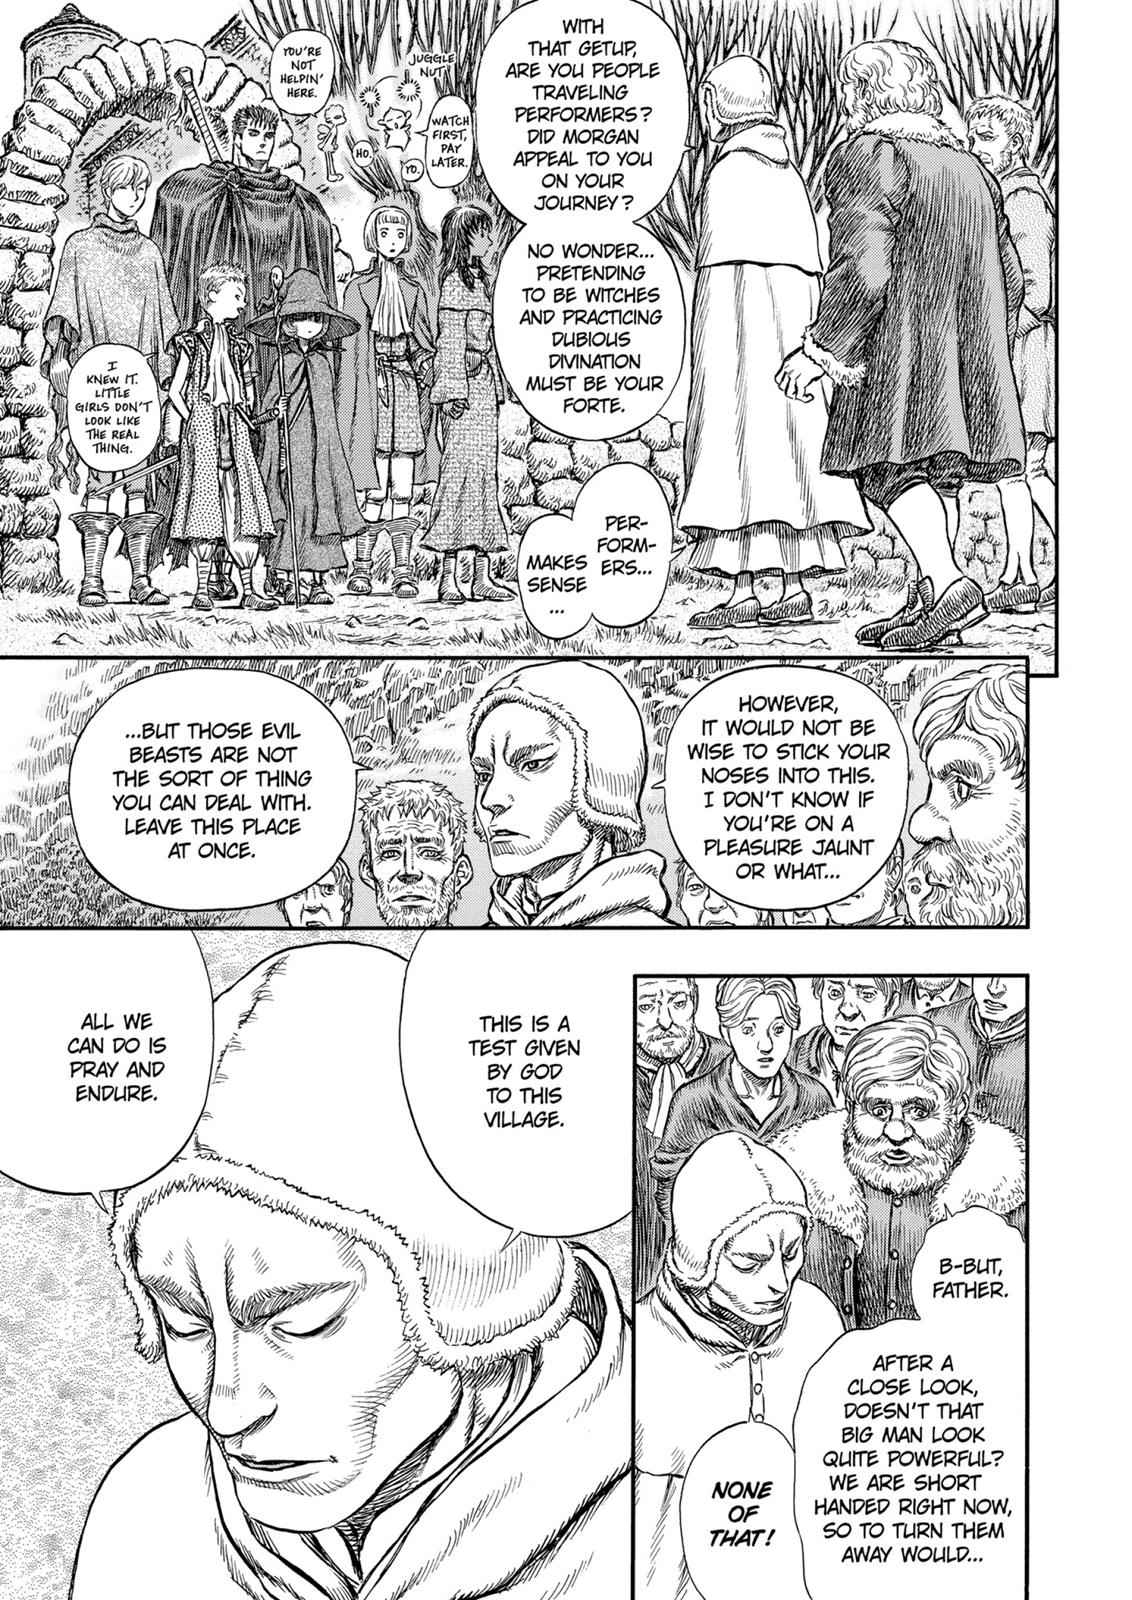 WITH
THAT GETUP,
ARE YOU PEOPLE
TRAVELING
PERFORMERS?
DID MORGAN
APPEAL TO YOU
ON YOUR
JOURNEY?
NO WONDER...
PRETENDING
TO BE WITCHES
AND PRACTICING
DUBIOUS
DIVINATION
MUST BE YOUR
FORTE.
JUGGLE
NUT
WATCH
FIRST,
PAY
LATER.
YO.
HO.
YOU'RE
NOT
HELPIN'
HERE.
I
KNEW IT.
LITTLE
GIRLS DON'T
LOOK LIKE
THE REAL
THING.
PER-
FORM-
ERS...
MAKES
SENSE
...
HOWEVER,
IT WOULD NOT BE
WISE TO STICK YOUR
NOSES INTO THIS.
I DON'T KNOW IF
YOU'RE ON A
PLEASURE JAUNT
OR WHAT...
...BUT THOSE EVIL
BEASTS ARE NOT
THE SORT OF THING
YOU CAN DEAL WITH.
LEAVE THIS PLACE
AT ONCE.
B-BUT,
FATHER.
AFTER A
CLOSE LOOK,
DOESN'T THAT
BIG MAN LOOK
QUITE POWERFUL?
WE ARE SHORT
HANDED RIGHT NOW,
SO TO TURN THEM
AWAY WOULD...
NONE
OF
THAT!
THIS IS A
TEST GIVEN
BY GOD
TO THIS
VILLAGE.
ALL WE
CAN DO IS
PRAY AND
ENDURE.